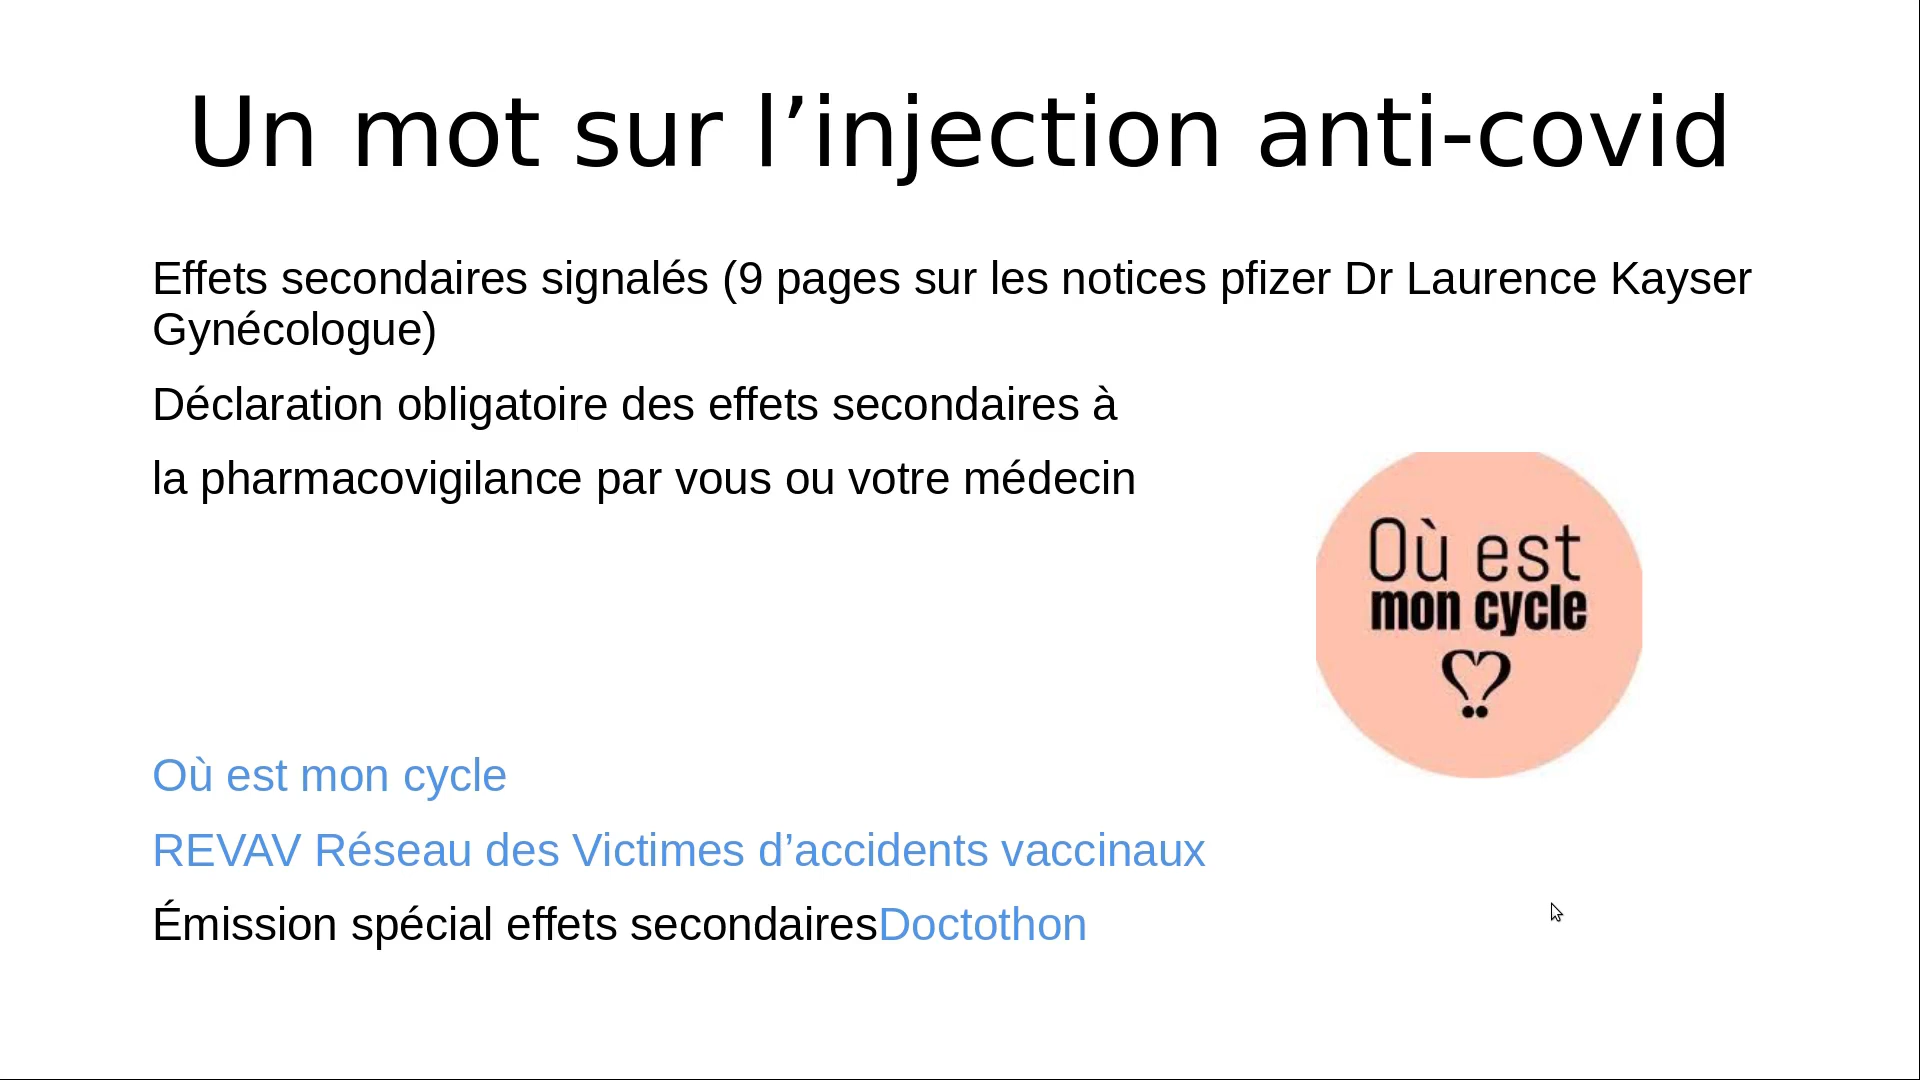 Un mot sur l’injection anti-covid
Effets secondaires signalés (9 pages sur les notices pfizer Dr Laurence Kayser
Gynécologue)
Déclaration obligatoire des effets secondaires à
la pharmacovigilance par vous ou votre médecin
Où est
mon cycle
Où est mon cycle
REVAV Réseau des Victimes d’accidents vaccinaux
Émission spécial effets secondairesDoctothon